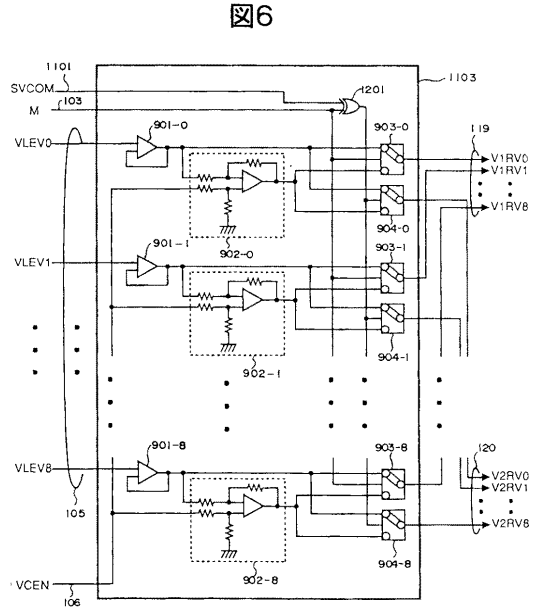 図6
1101
SVCOM
103
M
1201
1103
VLEV0
901-0
903-0
119
V1RV0
V1RV1
V1RV8
904-0
902-0
903-1
VLEV1
901-1
904-1
902-1
VLEV8
901-8
903-8
120
V2RV0
V2RV1
V2RV8
105
904-8
902-8
VCEN
106